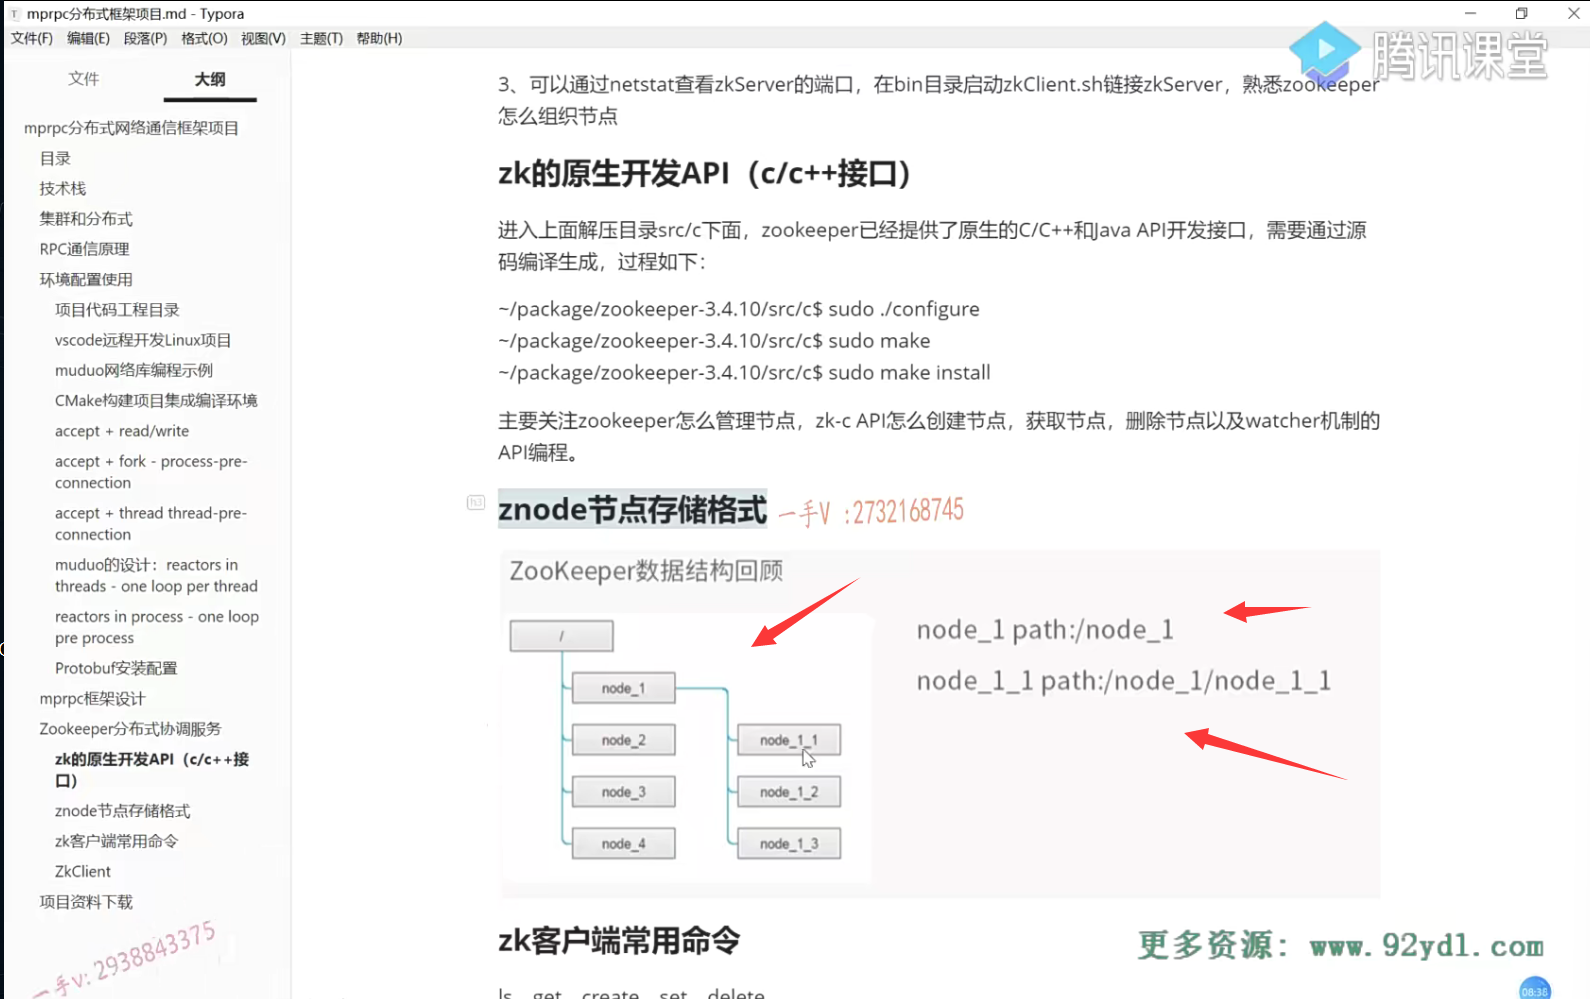 mprpc分布式框架项目.md - Typora
文件(F) 编辑(E) 段落(P) 格式(O) 视图(V) 主题(T) 帮助(H)
腾讯课堂
文件 大纲
mprpc分布式网络通信框架项目
目录
技术栈
集群和分布式
RPC通信原理
环境配置使用
项目代码工程目录
vscode远程开发Linux项目
muduo网络库编程示例
CMake构建项目集成编译环境
accept + read/write
accept + fork - process-pre-
connection
accept + thread thread-pre-
connection
muduo的设计：reactors in
threads - one loop per thread
reactors in process - one loop
pre process
Protobuf安装配置
mprpc框架设计
Zookeeper分布式协调服务
zk的原生开发API（c/c++接
口）
znode节点存储格式
zk客户端常用命令
ZkClient
项目资料下载
一手v: 2938843375
3、可以通过netstat查看zkServer的端口，在bin目录启动zkClient.sh链接zkServer，熟悉zookeeper
怎么组织节点
zk的原生开发API（c/c++接口）
进入上面解压目录src/c下面，zookeeper已经提供了原生的C/C++和Java API开发接口，需要通过源
码编译生成，过程如下：
~/package/zookeeper-3.4.10/src/c$ sudo ./configure
~/package/zookeeper-3.4.10/src/c$ sudo make
~/package/zookeeper-3.4.10/src/c$ sudo make install
主要关注zookeeper怎么管理节点，zk-c API怎么创建节点，获取节点，删除节点以及watcher机制的
API编程。
h3
znode节点存储格式 一手V :2732168745
ZooKeeper数据结构回顾
/
node_1
node_2
node_3
node_4
node_1_1
node_1_2
node_1_3
node_1 path:/node_1
node_1_1 path:/node_1/node_1_1
zk客户端常用命令
更多资源: www.92ydl.com
ls、get、create、set、delete
08:38